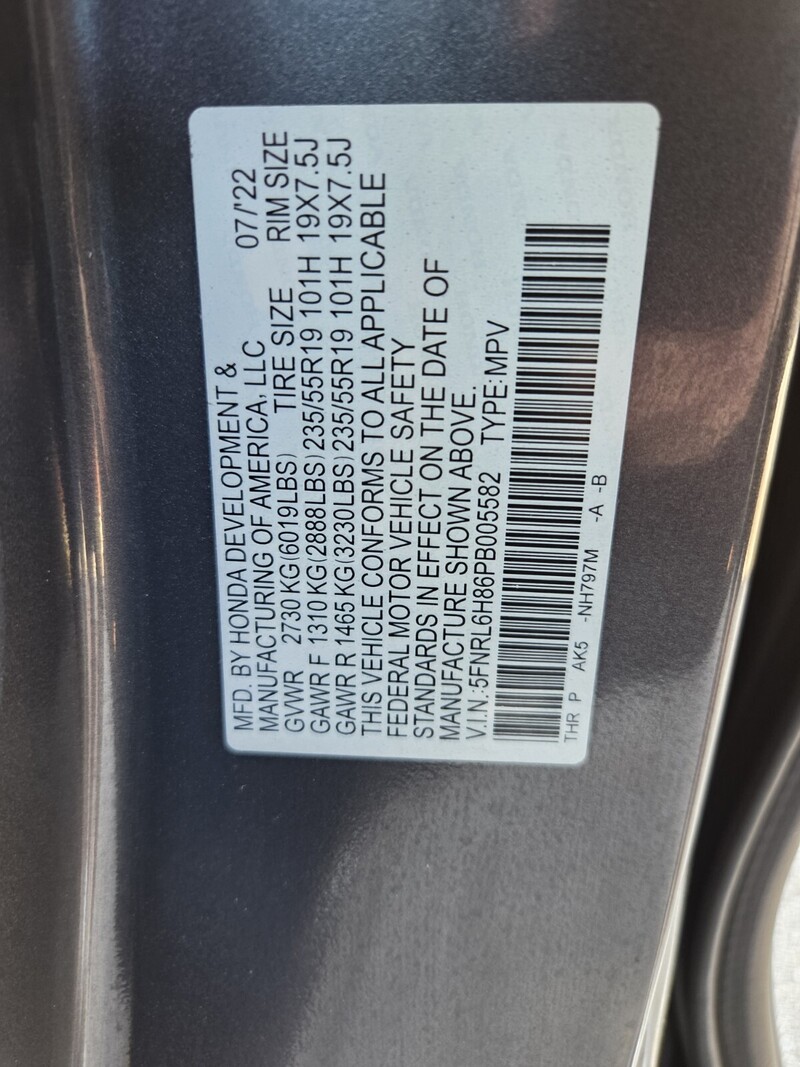 MFD. BY HONDA DEVELOPMENT & 07/'22
MANUFACTURING OF AMERICA, LLC
GVWR 2730 KG(6019LBS) TIRE SIZE RIM SIZE
GAWR F 1310 KG(2888LBS) 235/55R19 101H 19X7.5J
GAWR R 1465 KG(3230LBS) 235/55R19 101H 19X7.5J
THIS VEHICLE CONFORMS TO ALL APPLICABLE
FEDERAL MOTOR VEHICLE SAFETY
STANDARDS IN EFFECT ON THE DATE OF
MANUFACTURE SHOWN ABOVE.
V.I.N.:5FNRL6H86PB005582 TYPE:MPV
THR P AK5 -NH797M -A -B